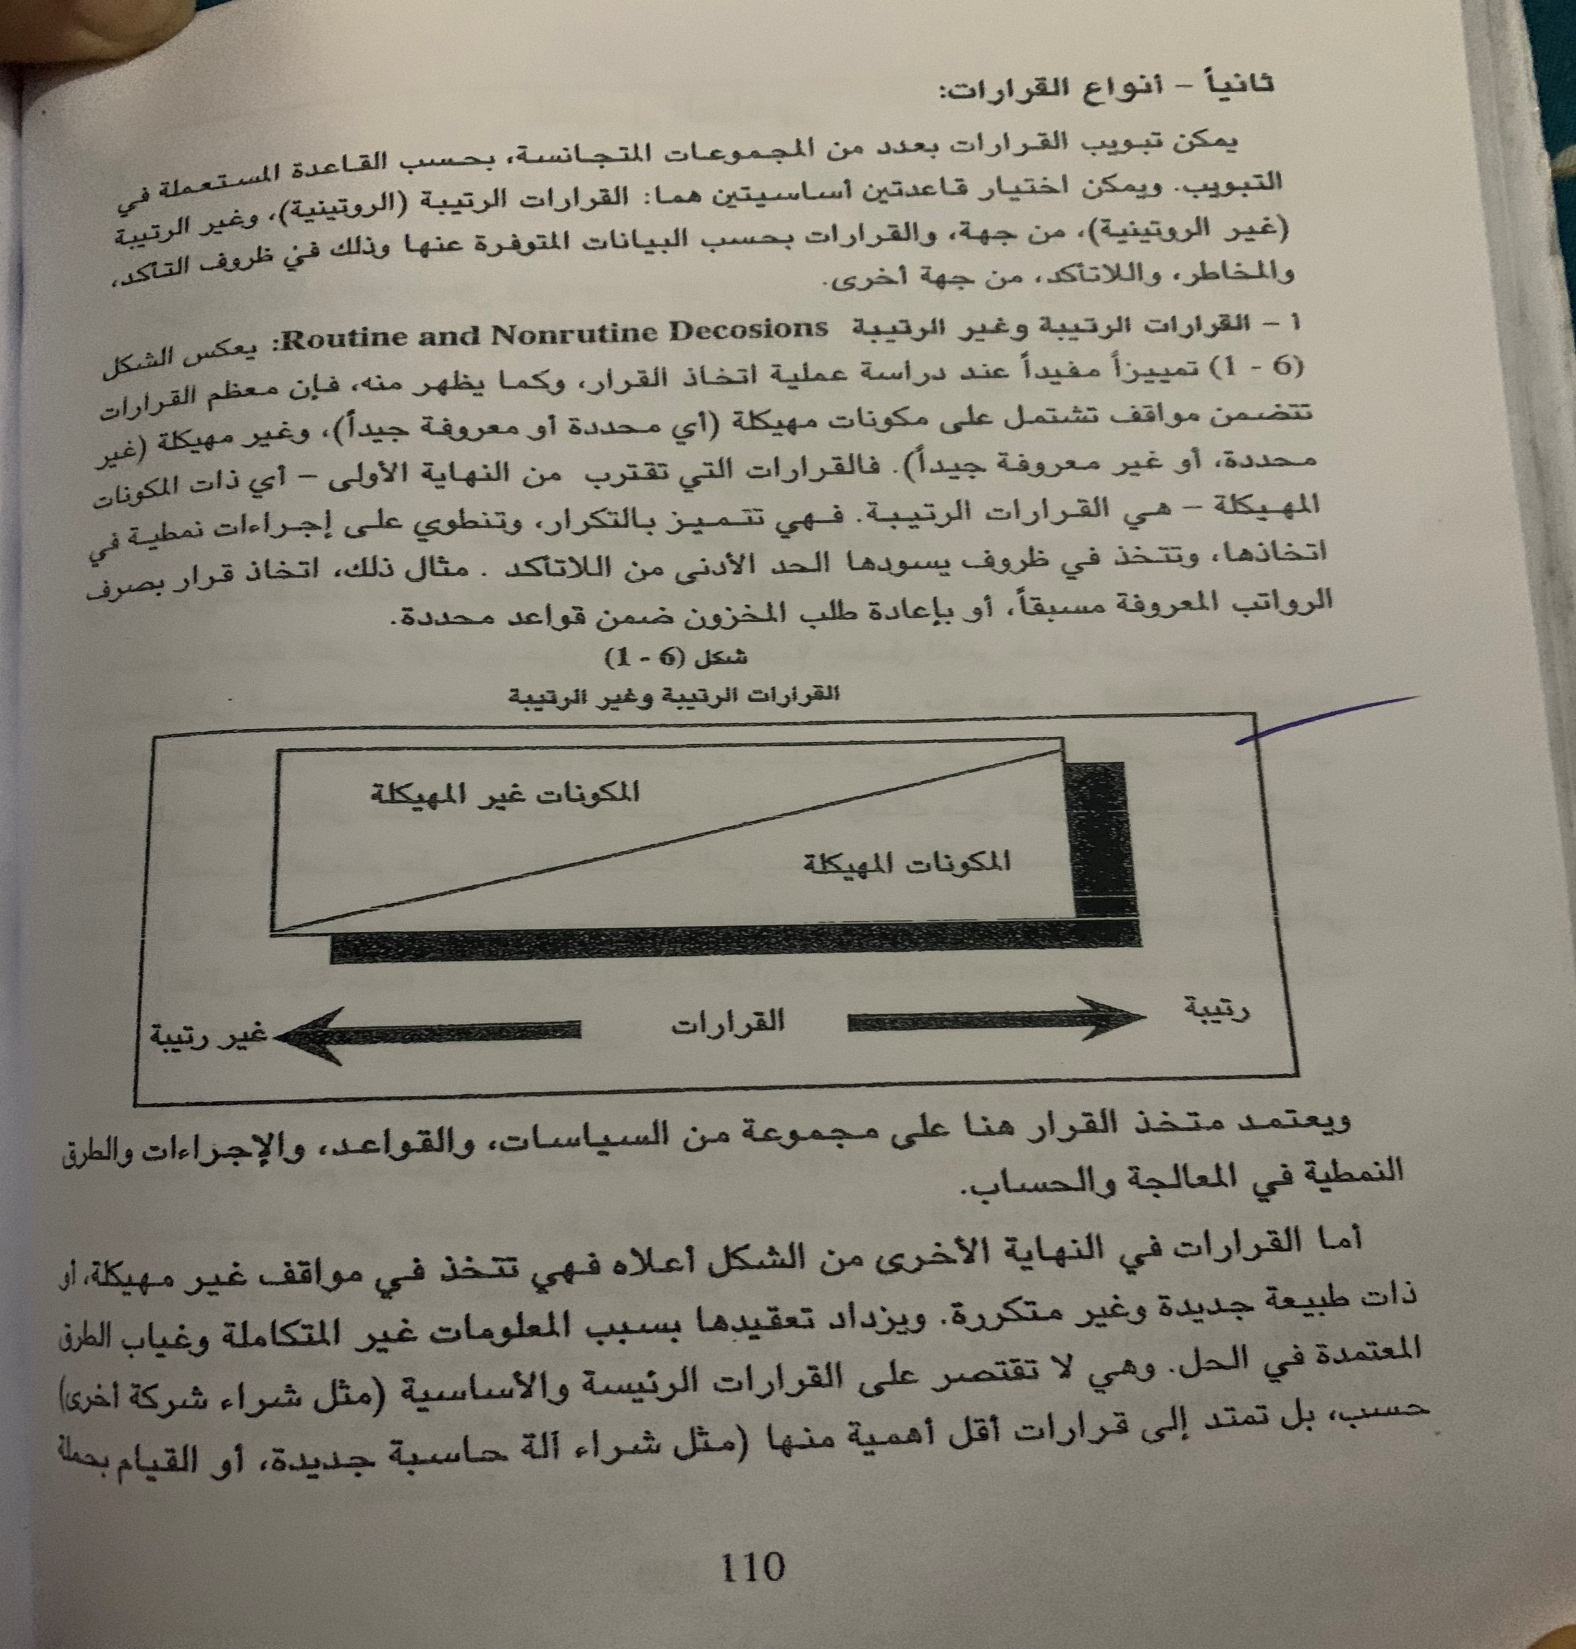 ثانياً – أنواع القرارات:
يمكن تبويب القرارات بعدد من المجموعات المتجانسة، بحسب القاعدة المستعملة في
التبويب. ويمكن اختيار قاعدتين أساسيتين هما: القرارات الرتيبة (الروتينية)، وغير الرتيبة
(غير الروتينية)، من جهة، والقرارات بحسب البيانات المتوفرة عنها وذلك في ظروف التأكد،
والمخاطر، واللاتأكد، من جهة أخرى.
أ – القرارات الرتيبة وغير الرتيبة Routine and Nonrutine Decosions: يعكس الشكل
(6 - 1) تمييزاً مفيداً عند دراسة عملية اتخاذ القرار، وكما يظهر منه، فإن معظم القرارات
تتضمن مواقف تشتمل على مكونات مهيكلة (أي محددة أو معروفة جيداً)، وغير مهيكلة (غير
محددة، أو غير معروفة جيداً). فالقرارات التي تقترب من النهاية الأولى – أي ذات المكونات
المهيكلة – هي القرارات الرتيبة. فهي تتميز بالتكرار، وتنطوي على إجراءات نمطية في
اتخاذها، وتتخذ في ظروف يسودها الحد الأدنى من اللاتأكد . مثال ذلك، اتخاذ قرار بصرف
الرواتب المعروفة مسبقاً، أو بإعادة طلب المخزون ضمن قواعد محددة.
شكل (6 - 1)
القرارات الرتيبة وغير الرتيبة
المكونات غير المهيكلة
المكونات المهيكلة
رتيبة القرارات غير رتيبة
ويعتمد متخذ القرار هنا على مجموعة من السياسات، والقواعد، والإجراءات والطرق
النمطية في المعالجة والحساب.
أما القرارات في النهاية الأخرى من الشكل أعلاه فهي تتخذ في مواقف غير مهيكلة، أو
ذات طبيعة جديدة وغير متكررة. ويزداد تعقيدها بسبب المعلومات غير المتكاملة وغياب الطرق
المعتمدة في الحل. وهي لا تقتصر على القرارات الرئيسة والأساسية (مثل شراء شركة أخرى)
حسب، بل تمتد إلى قرارات أقل أهمية منها (مثل شراء آلة حاسبة جديدة، أو القيام بحملة
110